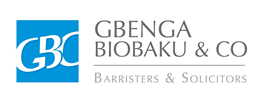 GBC
GBENGA
BIOBAKU & CO
BARRISTERS & SOLICITORS